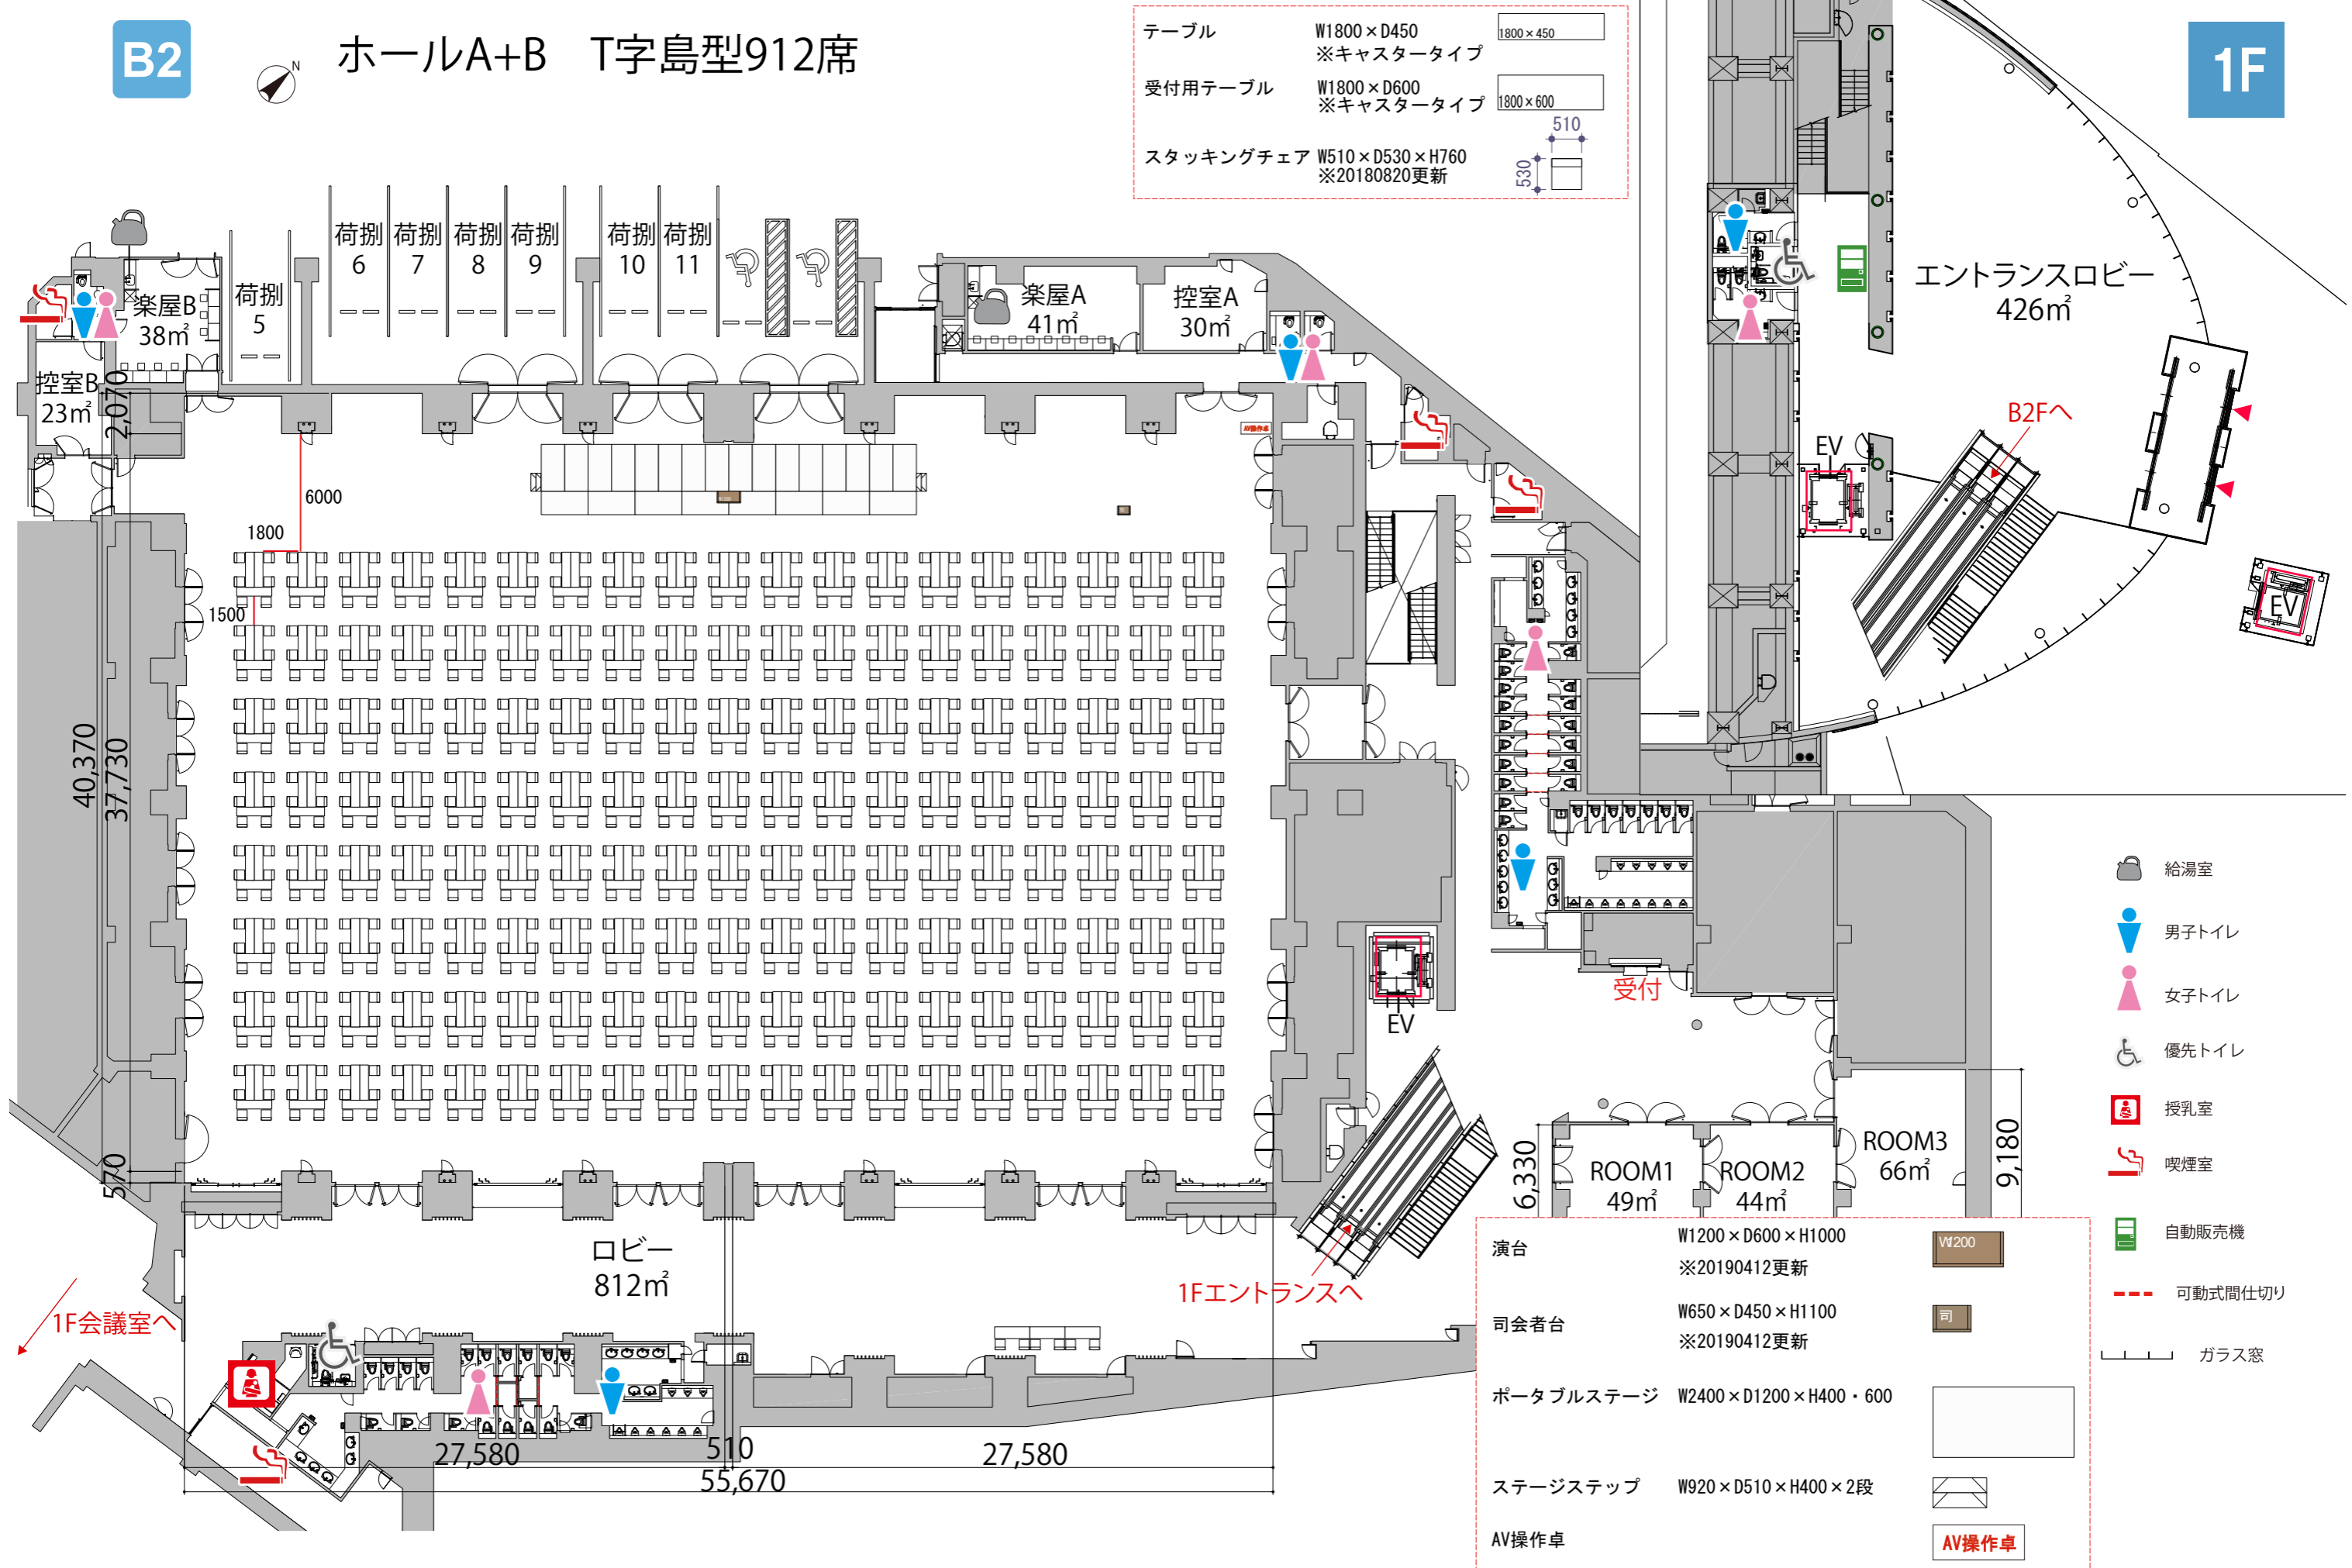 B2
N
ホールA+B　T字島型912席
テーブル W1800×D450 1800×450
※キャスタータイプ
受付用テーブル W1800×D600 1800×600
※キャスタータイプ
スタッキングチェア W510×D530×H760
※20180820更新
510
530
1F
荷捌
5
荷捌
6
荷捌
7
荷捌
8
荷捌
9
荷捌
10
荷捌
11
楽屋B
38㎡
控室B
23㎡
楽屋A
41㎡
控室A
30㎡
エントランスロビー
426㎡
B2Fへ
EV
EV
AV操作卓
2,070
6000
1800
1500
40,370
37,730
570
EV
受付
ROOM1
49㎡
ROOM2
44㎡
ROOM3
66㎡
6,330
9,180
ロビー
812㎡
1Fエントランスへ
1F会議室へ
27,580
510
27,580
55,670
給湯室
男子トイレ
女子トイレ
優先トイレ
授乳室
喫煙室
自動販売機
可動式間仕切り
ガラス窓
演台 W1200×D600×H1000 W1200
※20190412更新
司会者台 W650×D450×H1100 司
※20190412更新
ポータブルステージ W2400×D1200×H400・600
ステージステップ W920×D510×H400×2段
AV操作卓 AV操作卓